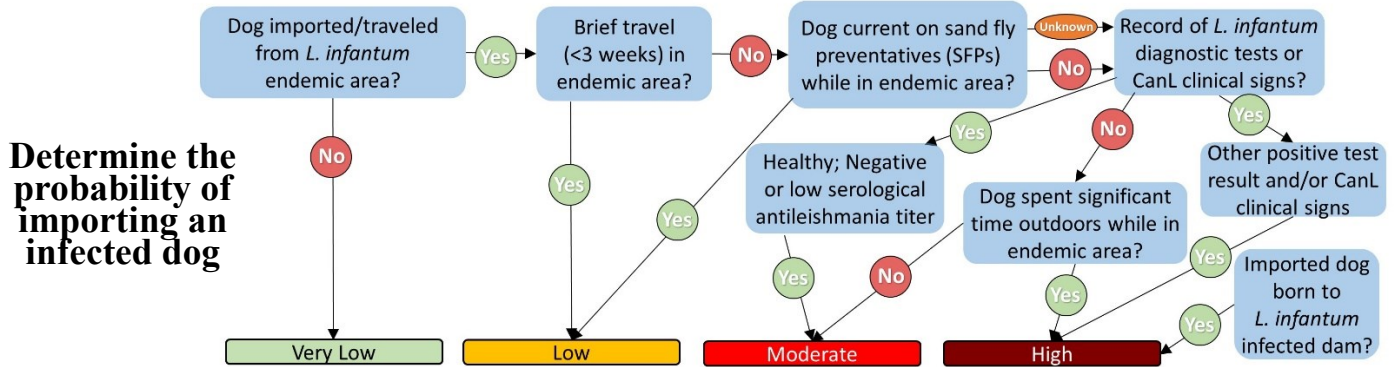 Determine the
probability of
importing an
infected dog
Dog imported/traveled
from L. infantum
endemic area?
Yes
No
Brief travel
(<3 weeks) in
endemic area?
No
Yes
Dog current on sand fly
preventatives (SFPs)
while in endemic area?
Unknown
No
Yes
Record of L. infantum
diagnostic tests or
CanL clinical signs?
Yes
No
Yes
Healthy; Negative
or low serological
antileishmania titer
Yes
Dog spent significant
time outdoors while in
endemic area?
No
Yes
Other positive test
result and/or CanL
clinical signs
Yes
Imported dog
born to
L. infantum
infected dam?
Yes
Very Low
Low
Moderate
High